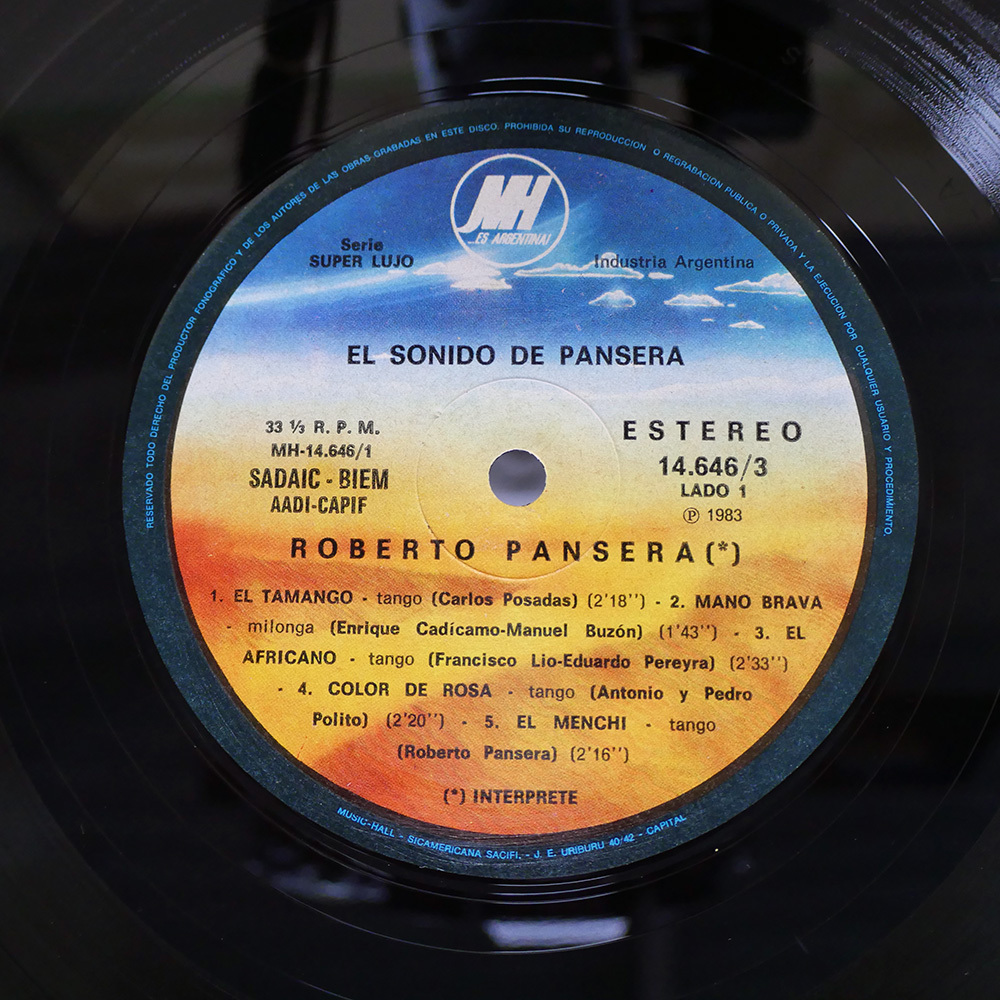 RESERVADO TODO DERECHO DEL PRODUCTOR FONOGRAFICO Y DE LOS AUTORES DE LAS OBRAS GRABADAS EN ESTE DISCO. PROHIBIDA SU REPRODUCCION O REGRABACION PUBLICA O PRIVADA Y LA EJECUCION POR CUALQUIER USUARIO Y PROCEDIMIENTO.
MH
...ES ARGENTINA!
Serie
SUPER LUJO
Industria Argentina
EL SONIDO DE PANSERA
33 ⅓ R. P. M.
MH-14.646/1
SADAIC - BIEM
AADI-CAPIF
ESTEREO
14.646/3
LADO 1
Ⓟ 1983
ROBERTO PANSERA (*)
1. EL TAMANGO - tango (Carlos Posadas) (2'18'') - 2. MANO BRAVA
- milonga (Enrique Cadícamo-Manuel Buzón) (1'43'') - 3. EL
AFRICANO - tango (Francisco Lio-Eduardo Pereyra) (2'33'')
- 4. COLOR DE ROSA - tango (Antonio y Pedro
Polito) (2'20'') - 5. EL MENCHI - tango
(Roberto Pansera) (2'16'')
(*) INTERPRETE
MUSIC-HALL - SICAMERICANA SACIFI. - J. E. URIBURU 40/42 - CAPITAL